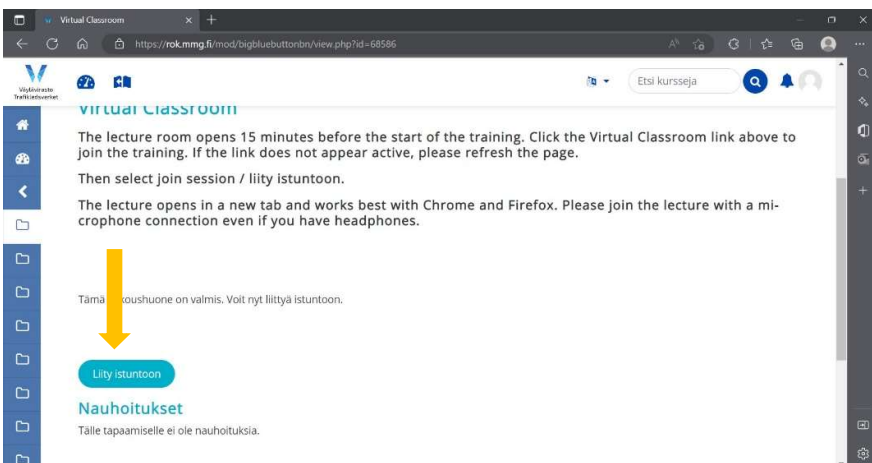 Virtual Classroom
https://rok.mmg.fi/mod/bigbluebuttonbn/view.php?id=68586
Väylävirasto
Trafikledsverket
Etsi kursseja
Virtual Classroom
The lecture room opens 15 minutes before the start of the training. Click the Virtual Classroom link above to
join the training. If the link does not appear active, please refresh the page.
Then select join session / liity istuntoon.
The lecture opens in a new tab and works best with Chrome and Firefox. Please join the lecture with a mi-
crophone connection even if you have headphones.
Tämä koushuone on valmis. Voit nyt liittyä istuntoon.
Liity istuntoon
Nauhoitukset
Tälle tapaamiselle ei ole nauhoituksia.